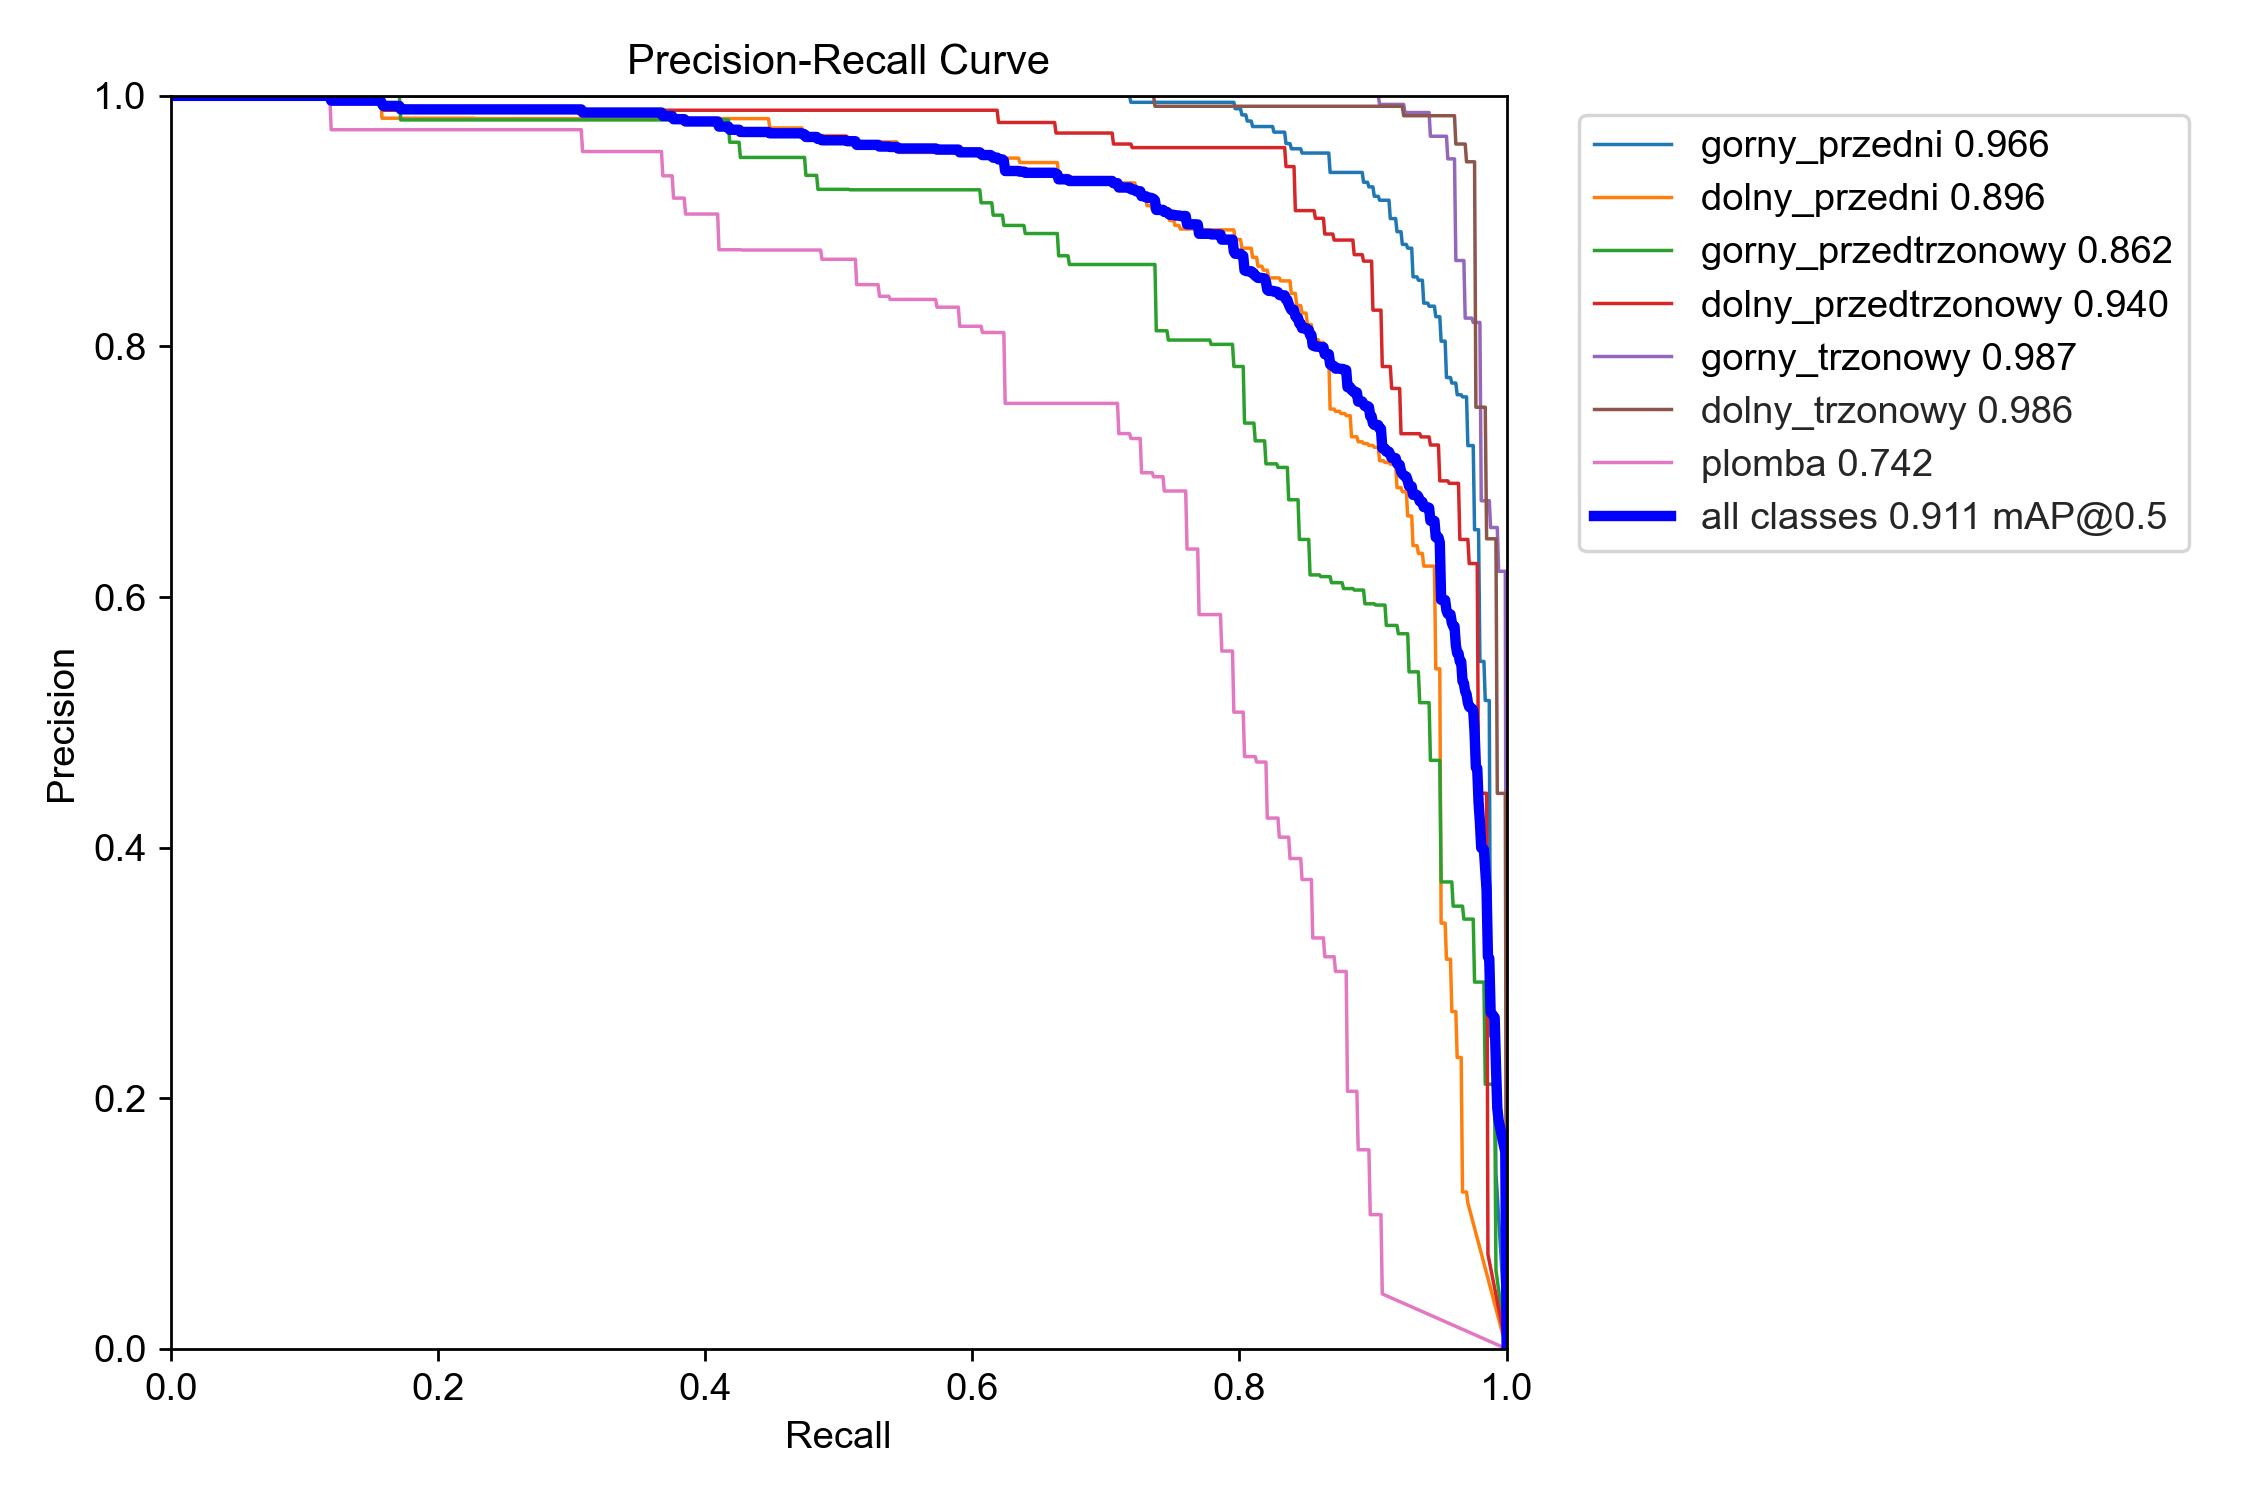 Precision-Recall Curve
1.0
0.8
0.6
0.4
0.2
0.0
Precision
0.0 0.2 0.4 0.6 0.8 1.0
Recall
gorny_przedni 0.966
dolny_przedni 0.896
gorny_przedtrzonowy 0.862
dolny_przedtrzonowy 0.940
gorny_trzonowy 0.987
dolny_trzonowy 0.986
plomba 0.742
all classes 0.911 mAP@0.5